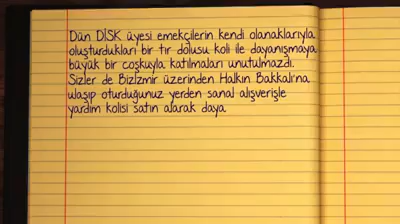 Dün DİSK üyesi emekçilerin kendi olanaklarıyla
oluşturdukları bir tır dolusu koli ile dayanışmaya
büyük bir coşkuyla katılmaları unutulmazdı.
Sizler de Bizİzmir üzerinden Halkın Bakkalı'na
ulaşıp oturduğunuz yerden sanal alışverişle
yardım kolisi satın alarak daya